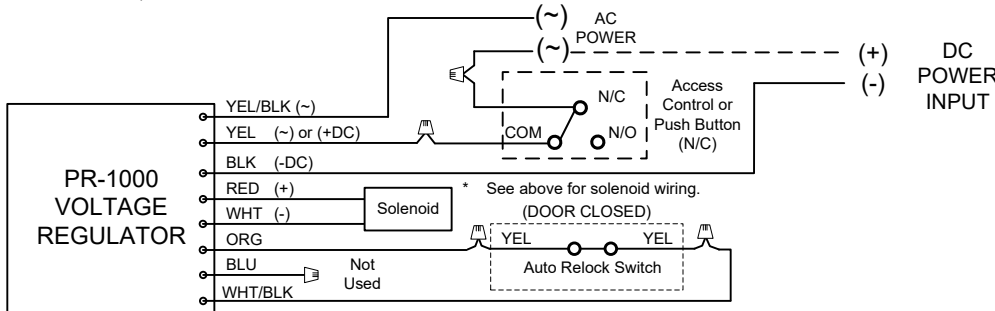 (~) AC
POWER
(~)
(+) DC
(-) POWER
INPUT
Access
Control or
Push Button
(N/C)
N/C
COM N/O
YEL/BLK (~)
YEL (~) or (+DC)
BLK (-DC)
RED (+)
WHT (-)
ORG
BLU
WHT/BLK
PR-1000
VOLTAGE
REGULATOR
Solenoid
* See above for solenoid wiring.
(DOOR CLOSED)
YEL YEL
Auto Relock Switch
Not
Used